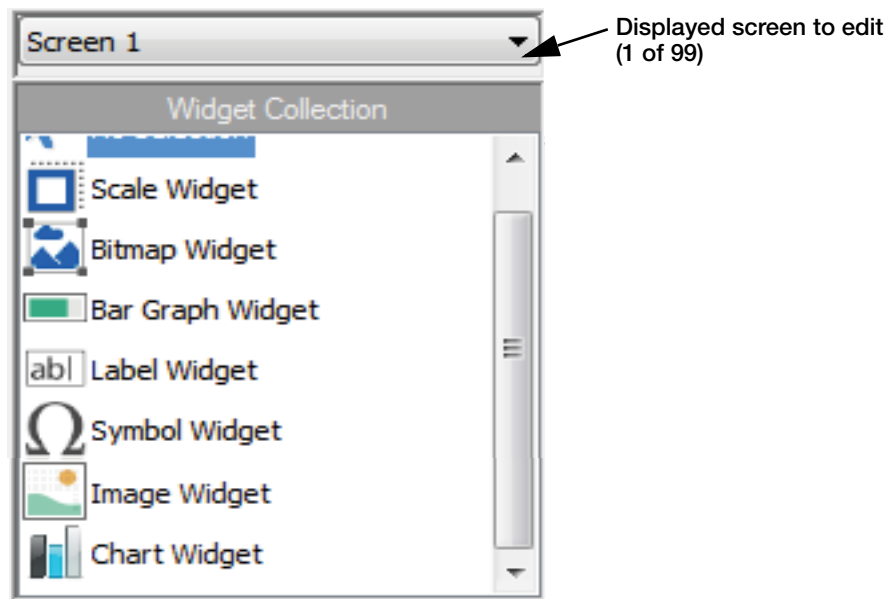 Screen 1
Displayed screen to edit
(1 of 99)
Widget Collection
Scale Widget
Bitmap Widget
Bar Graph Widget
abl Label Widget
Symbol Widget
Image Widget
Chart Widget